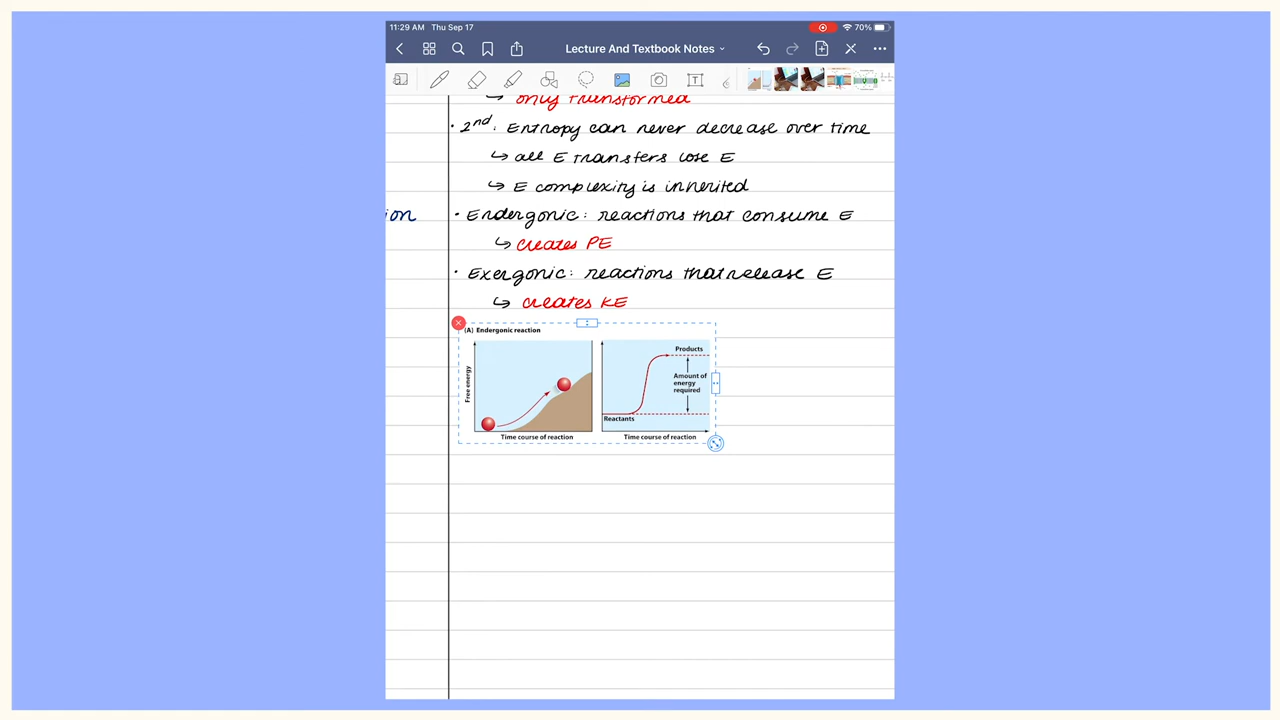 11:29 AM Thu Sep 17
70%
Lecture And Textbook Notes
T
↳ only transformed
· 2nd: Entropy can never decrease over time
↳ all E transfers lose E
↳ E complexity is inherited
ion
· Endergonic: reactions that consume E
↳ creates PE
· Exergonic: reactions that release E
↳ creates KE
(A) Endergonic reaction
Free energy
Time course of reaction
Products
Amount of
energy
required
Reactants
Time course of reaction